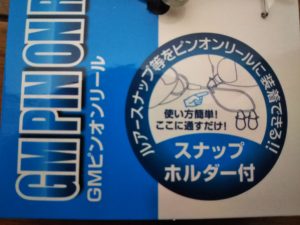 GM PIN ON R
GMピンオンリール
ルアースナップ等をピンオンリールに装着できる!!
使い方簡単!
ここに通すだけ!
スナップ
ホルダー付